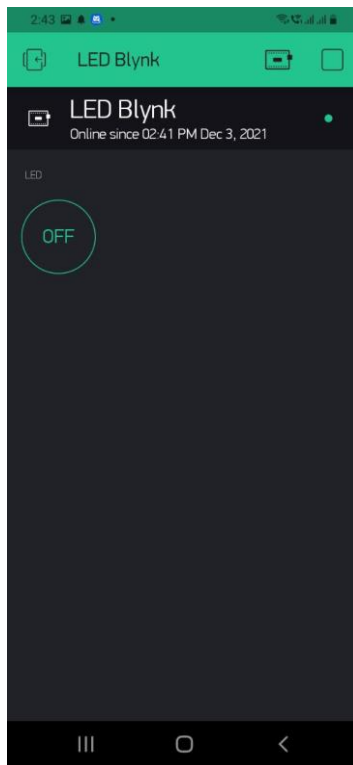 2:43
LED Blynk
LED Blynk
Online since 02:41 PM Dec 3, 2021
LED
OFF